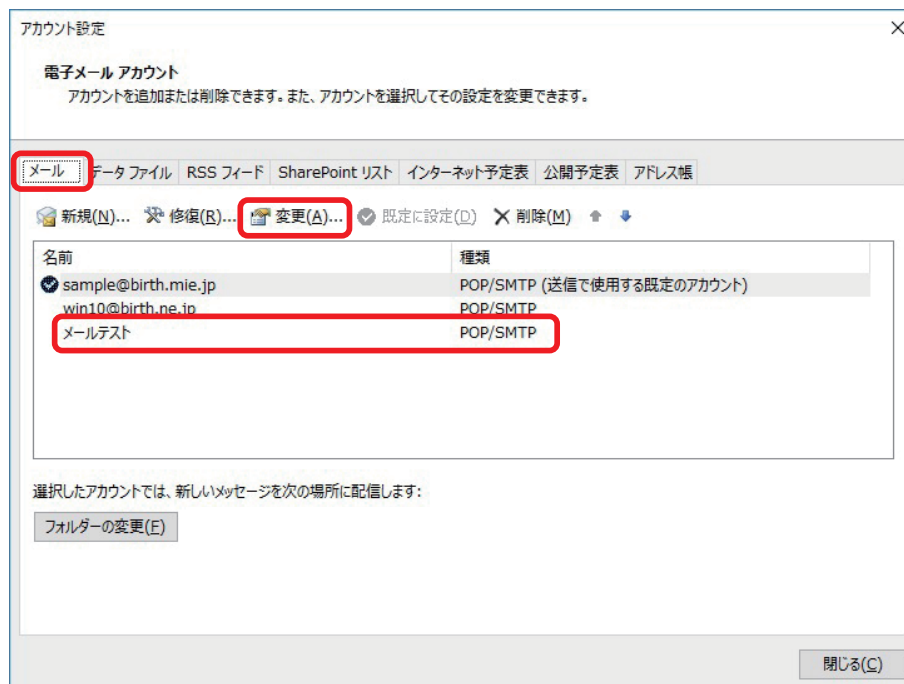 アカウント設定
電子メール アカウント
アカウントを追加または削除できます。また、アカウントを選択してその設定を変更できます。
メール データ ファイル RSS フィード SharePoint リスト インターネット予定表 公開予定表 アドレス帳
新規(N)... 修復(R)... 変更(A)... 既定に設定(D) 削除(M)
名前 種類
sample@birth.mie.jp POP/SMTP (送信で使用する既定のアカウント)
win10@birth.ne.jp POP/SMTP
メールテスト POP/SMTP
選択したアカウントでは、新しいメッセージを次の場所に配信します:
フォルダーの変更(F)
閉じる(C)